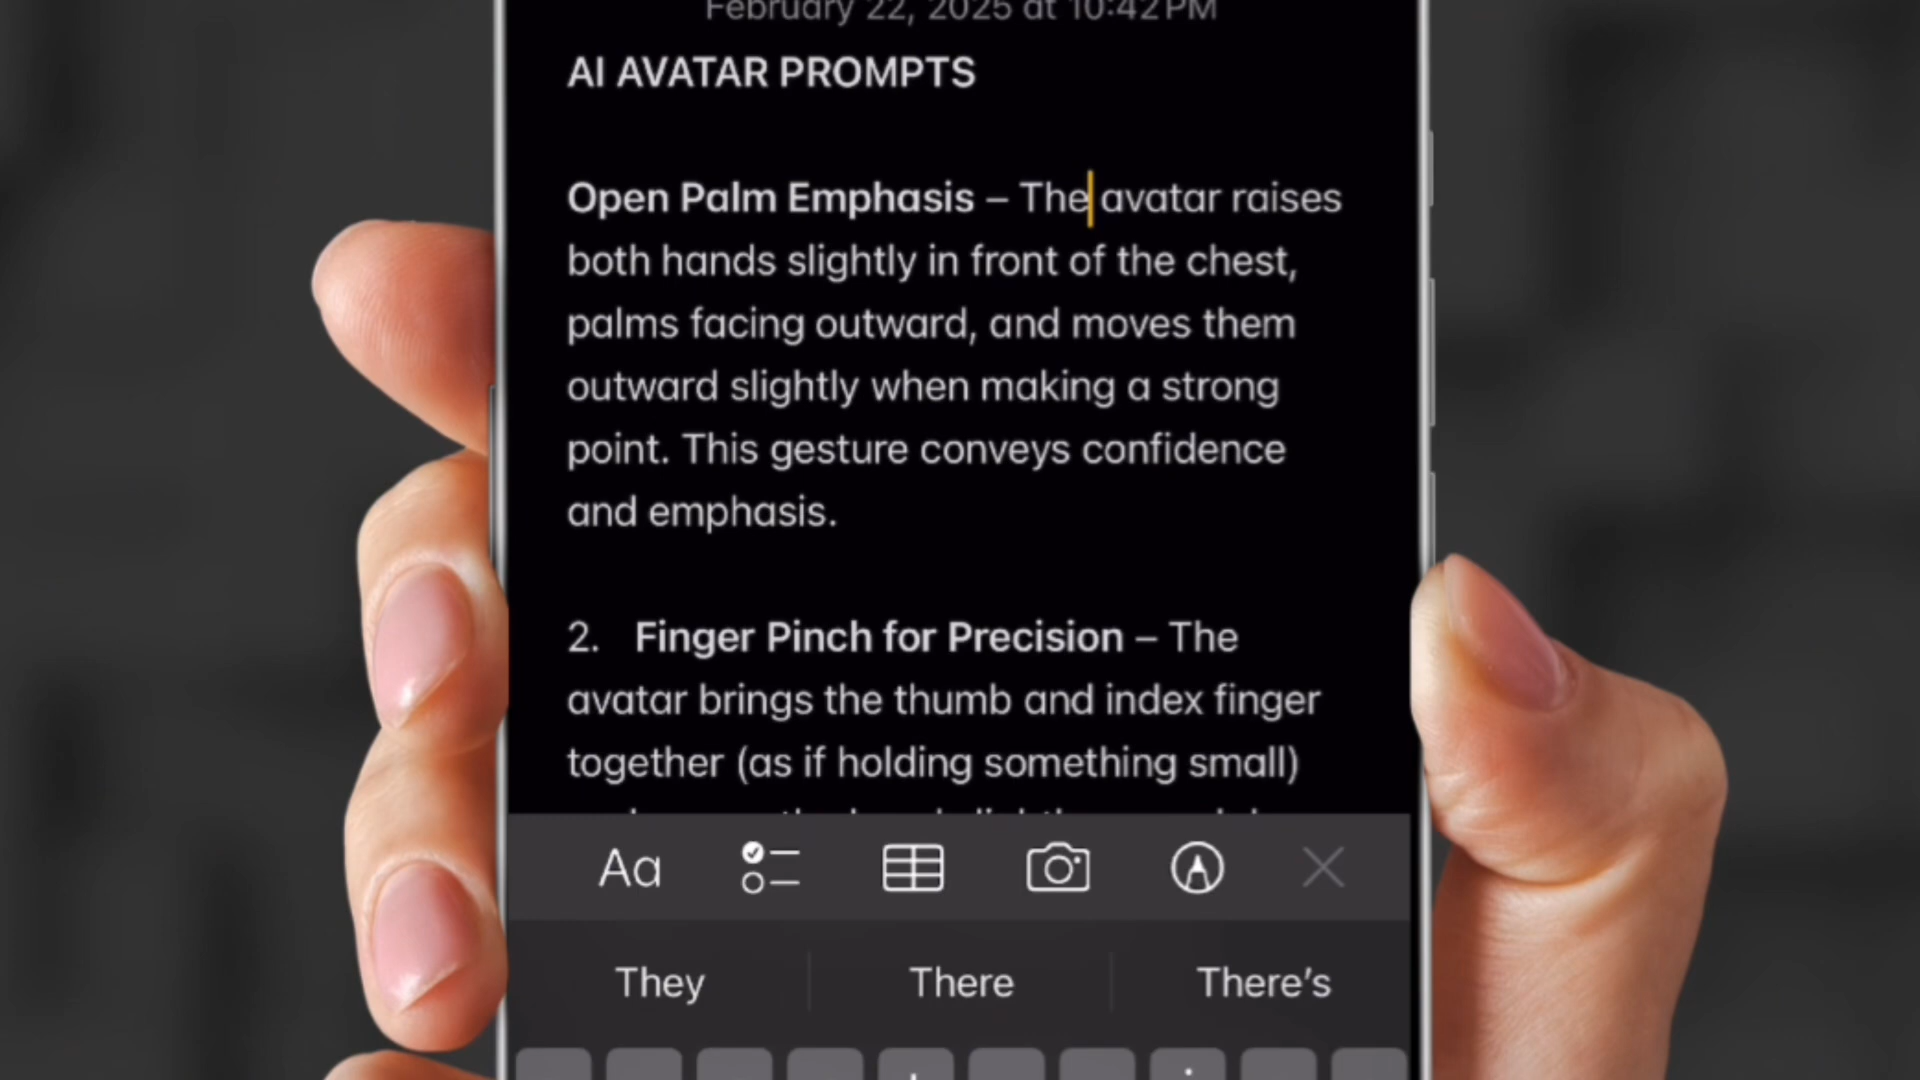 February 22, 2025 at 10:42 PM
AI AVATAR PROMPTS
Open Palm Emphasis – The avatar raises
both hands slightly in front of the chest,
palms facing outward, and moves them
outward slightly when making a strong
point. This gesture conveys confidence
and emphasis.
2. Finger Pinch for Precision – The
avatar brings the thumb and index finger
together (as if holding something small)
Aa
They There There’s